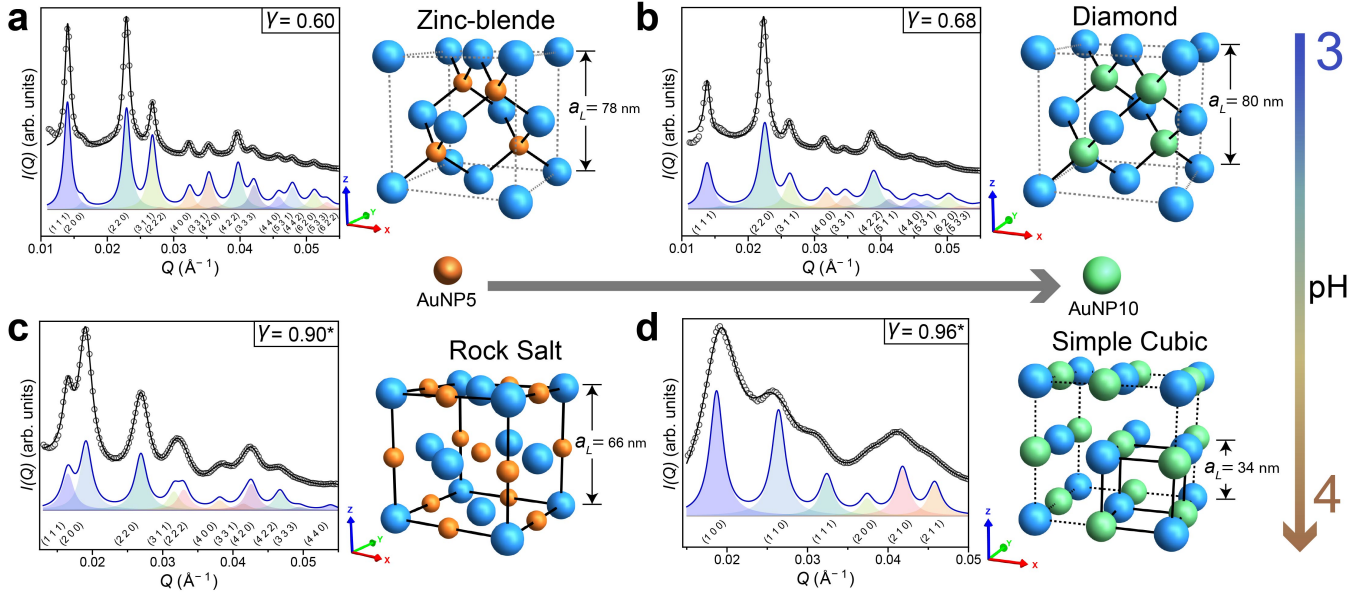 a
γ = 0.60
Zinc-blende
I(Q) (arb. units)
aL= 78 nm
(1 1 1)
(2 0 0)
(2 2 0)
(3 1 1)
(2 2 2)
(4 0 0)
(3 3 1)
(4 2 0)
(4 2 2)
(3 3 3)
(4 4 0)
(5 3 1)
(4 4 2)
(6 2 0)
(5 3 3)
(6 2 2)
0.01 0.02 0.03 0.04 0.05
Q (Å−1)
Z
Y
X
b
γ = 0.68
Diamond
I(Q) (arb. units)
aL= 80 nm
(1 1 1)
(2 2 0)
(3 1 1)
(4 0 0)
(3 3 1)
(4 2 2)
(5 1 1)
(4 4 0)
(5 3 1)
(6 2 0)
(5 3 3)
0.01 0.02 0.03 0.04 0.05
Q (Å−1)
Z
Y
X
3
pH
4
AuNP5
AuNP10
c
γ = 0.90*
Rock Salt
I(Q) (arb. units)
aL= 66 nm
(1 1 1)
(2 0 0)
(2 2 0)
(3 1 1)
(2 2 2)
(4 0 0)
(3 3 1)
(4 2 0)
(4 2 2)
(3 3 3)
(4 4 0)
0.02 0.03 0.04 0.05
Q (Å−1)
Z
Y
X
d
γ = 0.96*
Simple Cubic
I(Q) (arb. units)
aL= 34 nm
(1 0 0)
(1 1 0)
(1 1 1)
(2 0 0)
(2 1 0)
(2 1 1)
0.02 0.03 0.04 0.05
Q (Å−1)
Z
Y
X